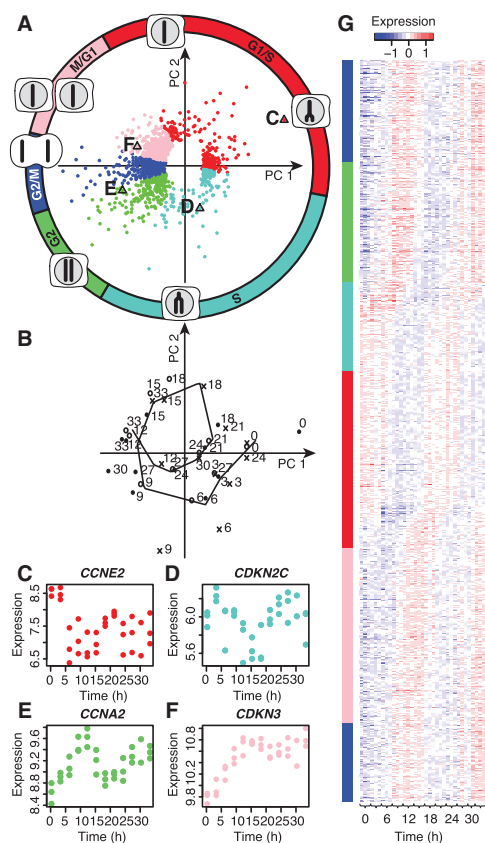 A
M/G1
G1/S
G2/M
G2
S
PC 2
PC 1
C
F
E
D
B
PC 2
PC 1
15
33
18
15
18
15
18
21
0
33
12
33
12
24
21
0
0
30
27
12
27
24
30
24
3
27
3
3
9
9
6
6
6
9
C
CCNE2
Expression
8.5
7.5
6.5
0 5 15 20 25 30
Time (h)
D
CDKN2C
Expression
6.0
5.6
0 5 15 20 25 30
Time (h)
E
CCNA2
Expression
9.6
9.2
8.8
8.4
0 5 15 20 25 30
Time (h)
F
CDKN3
Expression
10.8
10.2
9.8
0 5 15 20 25 30
Time (h)
G
Expression
−1 0 1
0 6 12 18 24 30
Time (h)